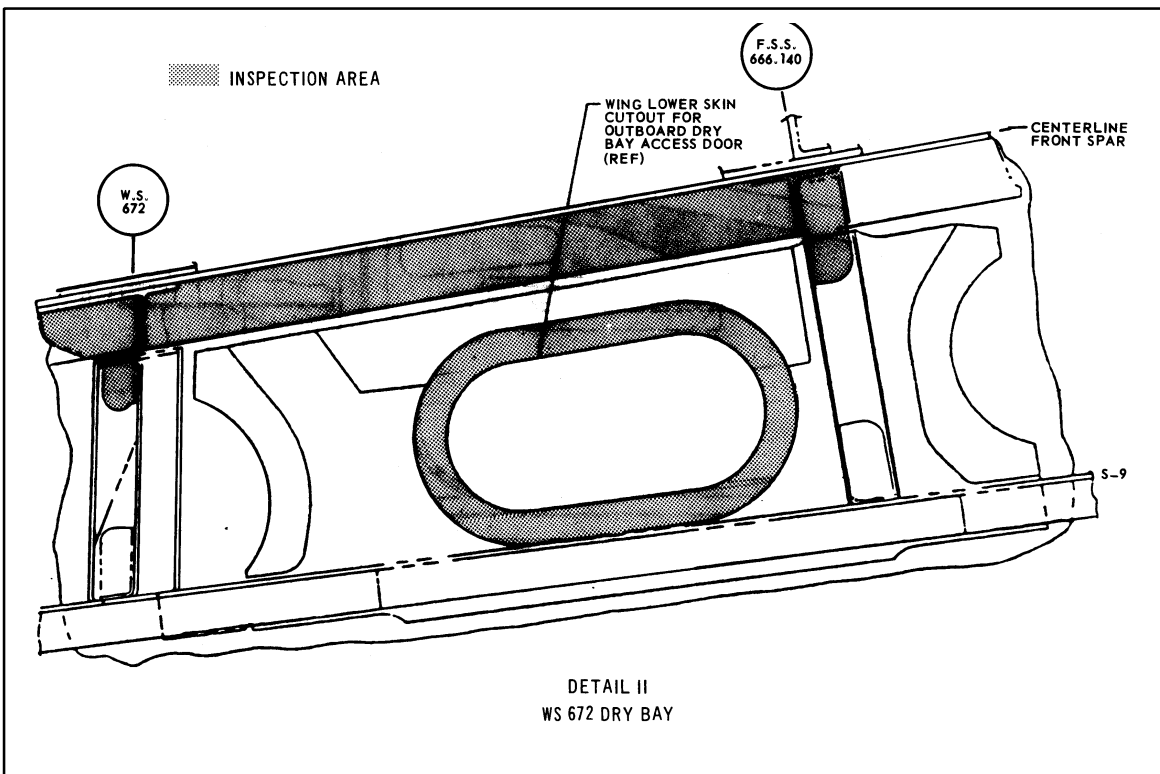 F.S.S.
666.140
INSPECTION AREA
WING LOWER SKIN
CUTOUT FOR
OUTBOARD DRY
BAY ACCESS DOOR
(REF)
CENTERLINE
FRONT SPAR
W.S.
672
S-9
DETAIL II
WS 672 DRY BAY